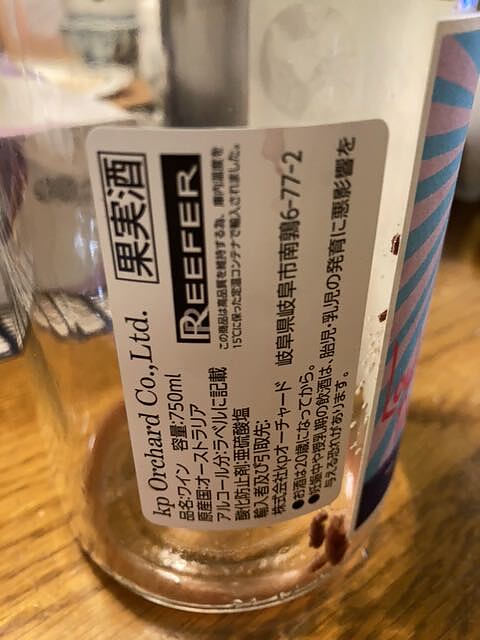 kp Orchard Co.,Ltd.
果実酒
REEFER
この商品は高品質を維持する為、庫内温度を
15℃に保った定温コンテナで輸入されました。
品名:ワイン 容量:750ml
原産国:オーストラリア
アルコール分:ラベルに記載
酸化防止剤:亜硫酸塩
輸入者及び引取先:
株式会社kpオーチャード 岐阜県岐阜市南鶉6-77-2
●お酒は20歳になってから。
●妊娠中や授乳期の飲酒は、胎児・乳児の発育に悪影響を
与える恐れがあります。